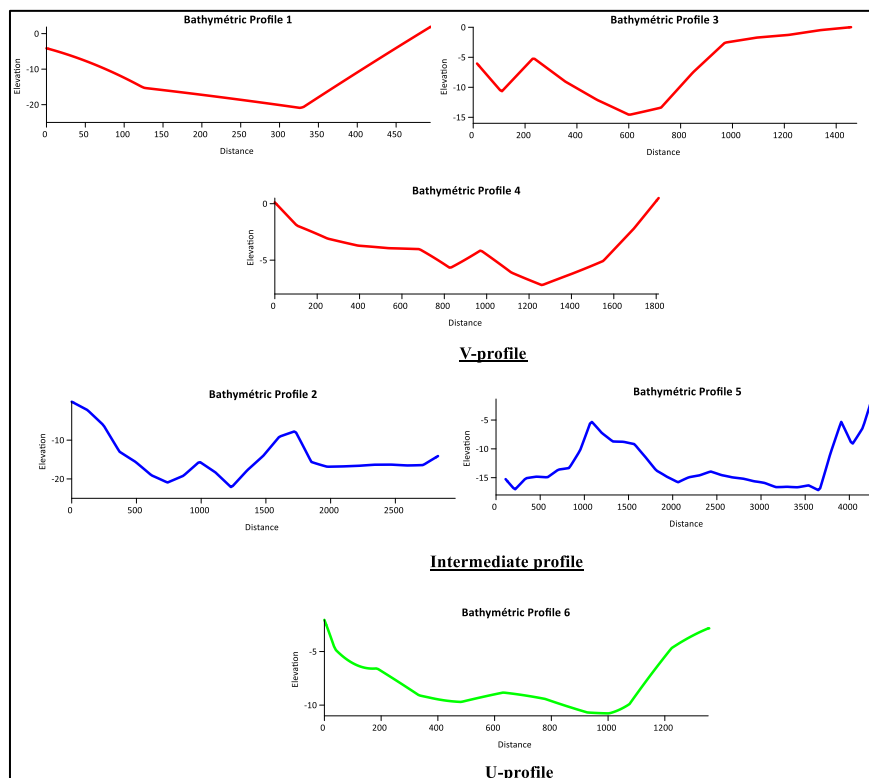 Bathymétric Profile 1
0
-10
-20
Elevation
0 50 100 150 200 250 300 350 400 450
Distance
Bathymétric Profile 3
0
-5
-10
-15
Elevation
0 200 400 600 800 1000 1200 1400
Distance
Bathymétric Profile 4
0
-5
Elevation
0 200 400 600 800 1000 1200 1400 1600 1800
Distance
V-profile
Bathymétric Profile 2
-10
-20
Elevation
0 500 1000 1500 2000 2500
Distance
Bathymétric Profile 5
-5
-10
-15
Elevation
0 500 1000 1500 2000 2500 3000 3500 4000
Distance
Intermediate profile
Bathymétric Profile 6
-5
-10
Elevation
0 200 400 600 800 1000 1200
Distance
U-profile